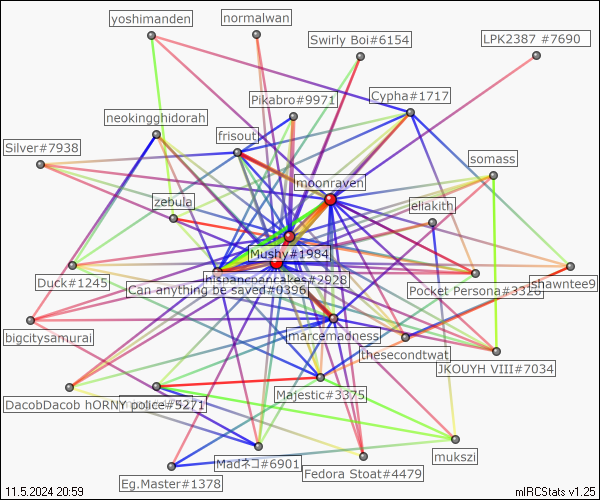 yoshimanden
normalwan
Swirly Boi#6154
LPK2387 #7690
Pikabro#9971
Cypha#1717
neokingghidorah
frisout
Silver#7938
somass
moonraven
zebula
eliakith
Mushy#1984
hispancpancakes#2928
Duck#1245
Can anything be saved#0396
Pocket Persona#3328
shawntee9
bigcitysamurai
marcemadness
thesecondtwat
JKOUYH VIII#7034
Majestic#3375
DacobDacob hORNY police#5271
mukszi
Madネコ#6901
Fedora Stoat#4479
Eg.Master#1378
11.5.2024 20:59
mIRCStats v1.25